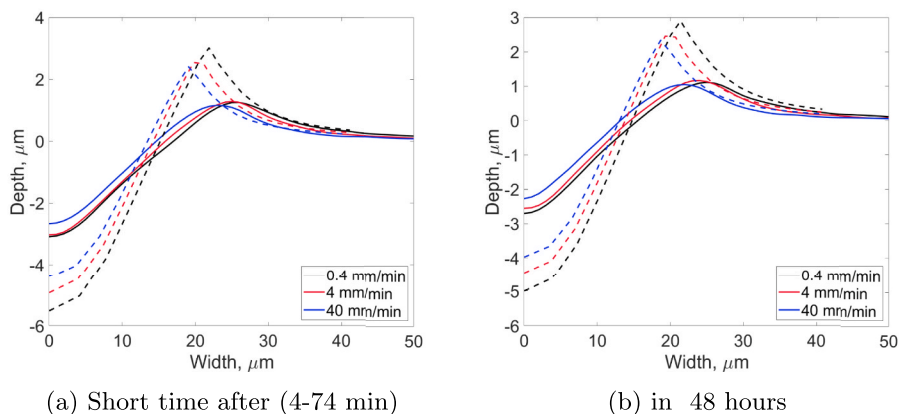 4
2
0
-2
-4
-6
Depth, μm
0 10 20 30 40 50
Width, μm
0.4 mm/min
4 mm/min
40 mm/min
(a) Short time after (4-74 min)
3
2
1
0
-1
-2
-3
-4
-5
-6
Depth, μm
0 10 20 30 40 50
Width, μm
0.4 mm/min
4 mm/min
40 mm/min
(b) in 48 hours